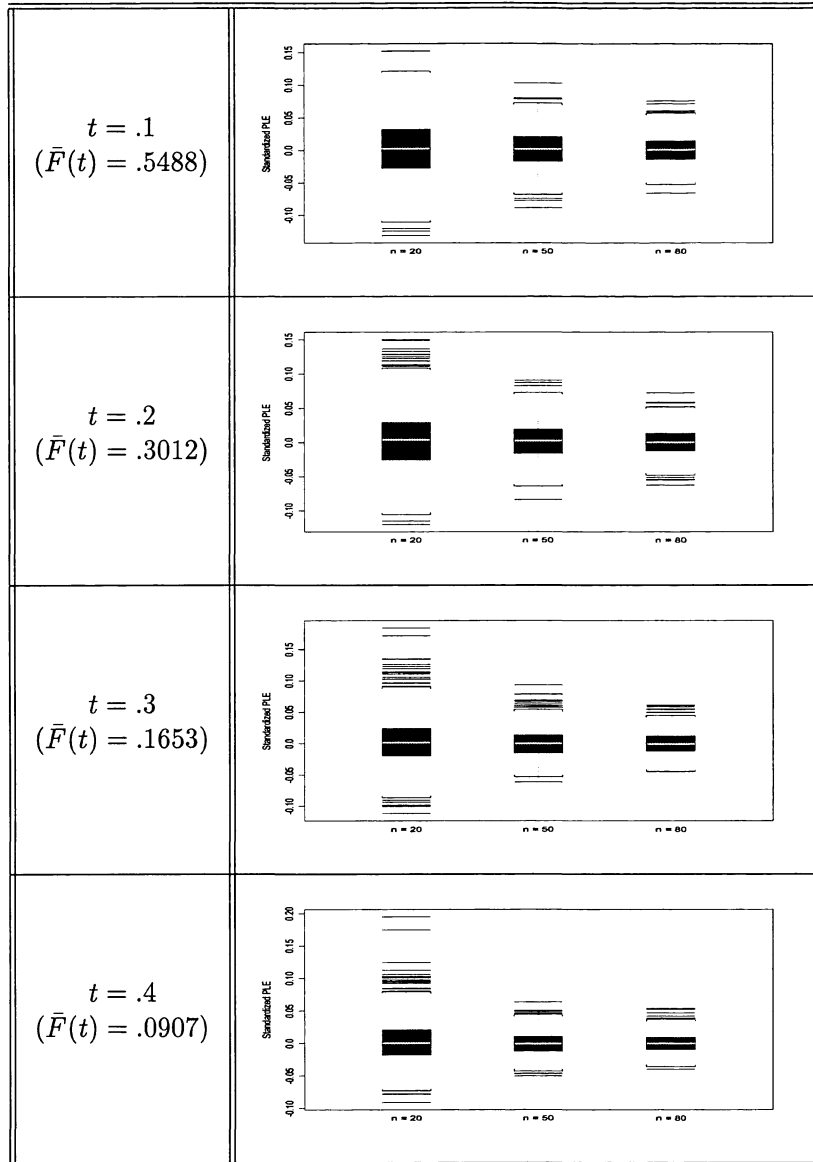 t = .1
(F̄(t) = .5488)
Standardized PLE
0.15
0.10
0.05
0.0
-0.05
-0.10
n = 20 n = 50 n = 80
t = .2
(F̄(t) = .3012)
Standardized PLE
0.15
0.10
0.05
0.0
-0.05
-0.10
n = 20 n = 50 n = 80
t = .3
(F̄(t) = .1653)
Standardized PLE
0.15
0.10
0.05
0.0
-0.05
-0.10
n = 20 n = 50 n = 80
t = .4
(F̄(t) = .0907)
Standardized PLE
0.20
0.15
0.10
0.05
0.0
-0.05
-0.10
n = 20 n = 50 n = 80